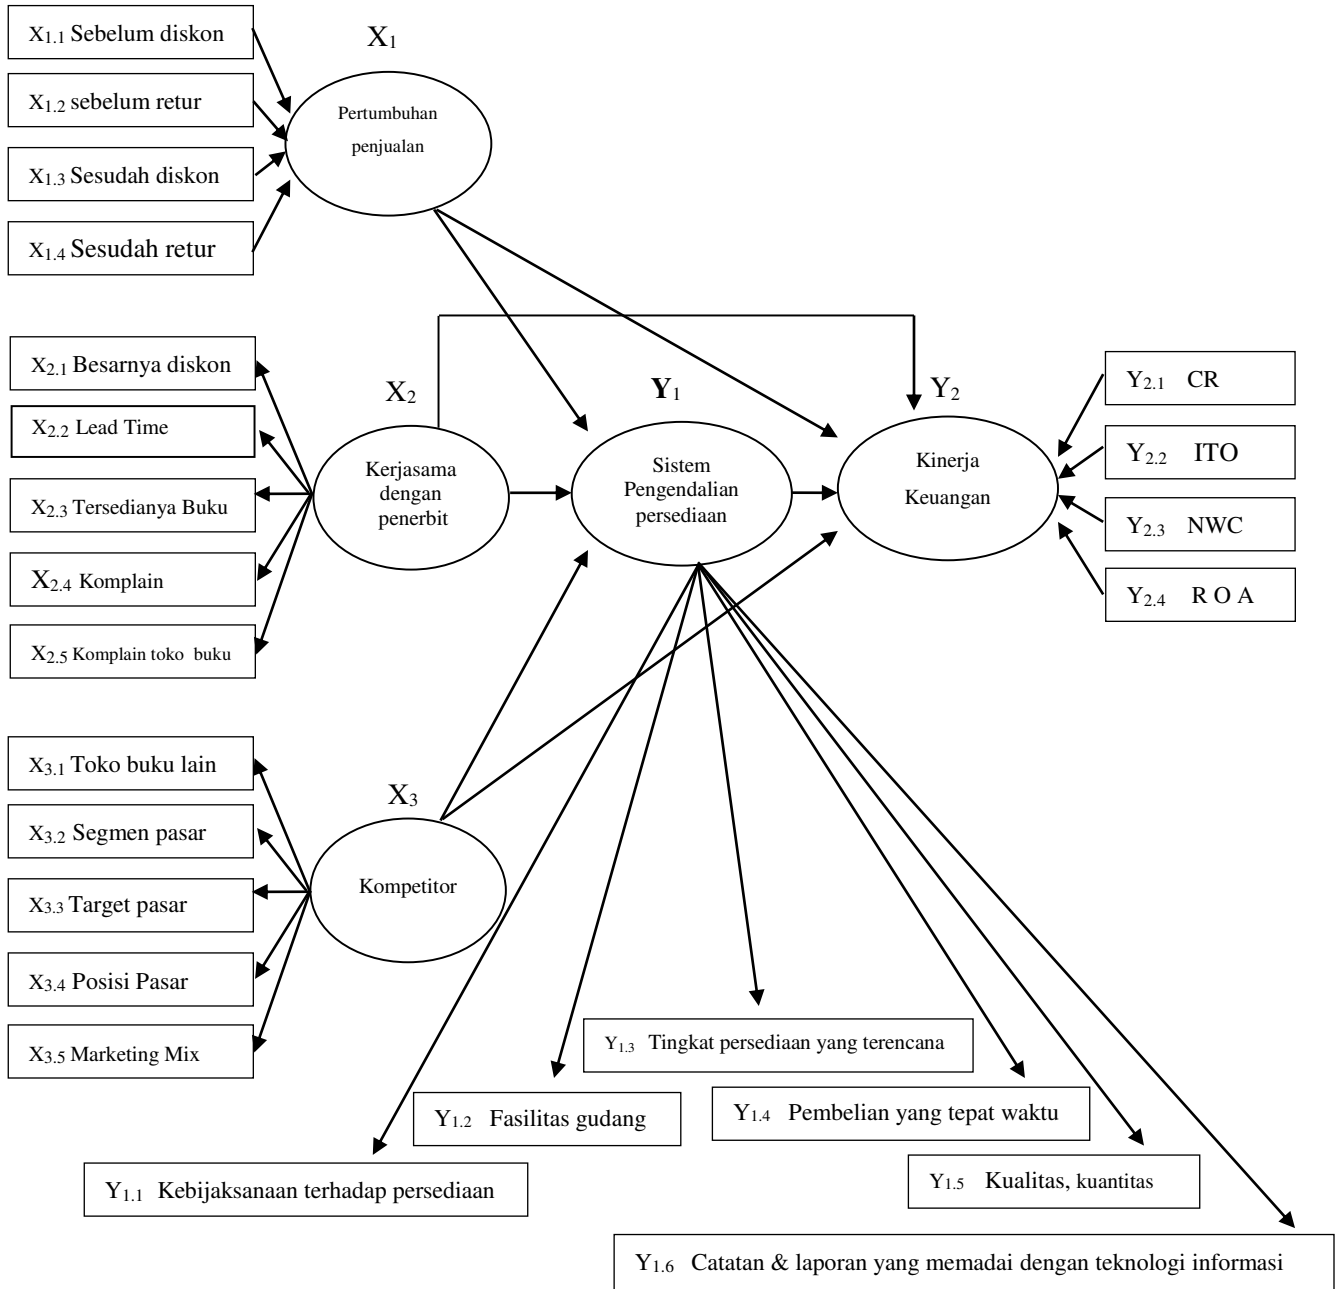 X1.1 Sebelum diskon
X1.2 sebelum retur
X1.3 Sesudah diskon
X1.4 Sesudah retur
X1
Pertumbuhan
penjualan
X2.1 Besarnya diskon
X2.2 Lead Time
X2.3 Tersedianya Buku
X2.4 Komplain
X2.5 Komplain toko buku
X2
Kerjasama
dengan
penerbit
Y1
Sistem
Pengendalian
persediaan
Y2
Kinerja
Keuangan
Y2.1 CR
Y2.2 ITO
Y2.3 NWC
Y2.4 R O A
X3.1 Toko buku lain
X3.2 Segmen pasar
X3.3 Target pasar
X3.4 Posisi Pasar
X3.5 Marketing Mix
X3
Kompetitor
Y1.3 Tingkat persediaan yang terencana
Y1.2 Fasilitas gudang
Y1.4 Pembelian yang tepat waktu
Y1.1 Kebijaksanaan terhadap persediaan
Y1.5 Kualitas, kuantitas
Y1.6 Catatan & laporan yang memadai dengan teknologi informasi